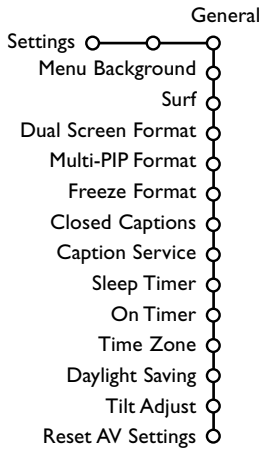 General
Settings
Menu Background
Surf
Dual Screen Format
Multi-PIP Format
Freeze Format
Closed Captions
Caption Service
Sleep Timer
On Timer
Time Zone
Daylight Saving
Tilt Adjust
Reset AV Settings